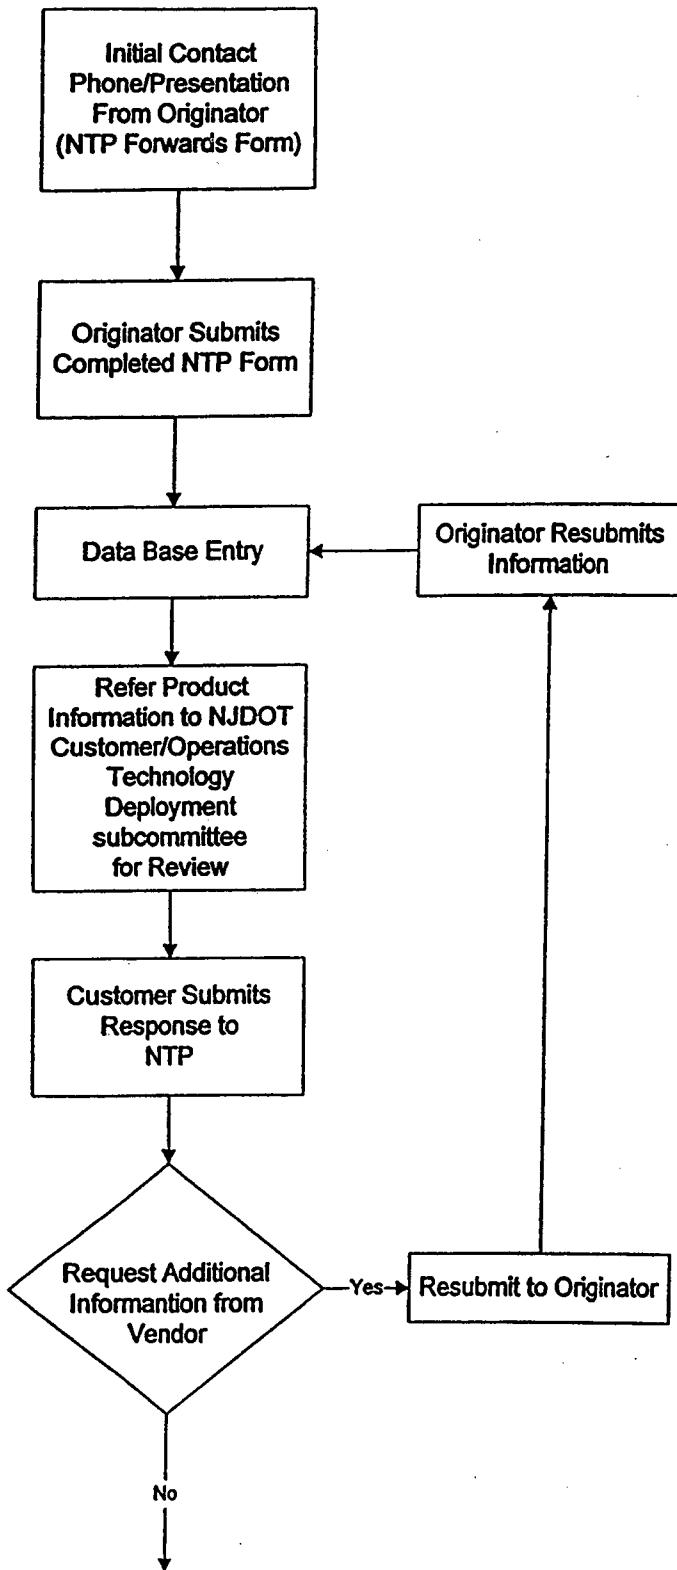 Initial Contact
Phone/Presentation
From Originator
(NTP Forwards Form)
Originator Submits
Completed NTP Form
Data Base Entry
Originator Resubmits
Information
Refer Product
Information to NJDOT
Customer/Operations
Technology
Deployment
subcommittee
for Review
Customer Submits
Response to
NTP
Request Additional
Informantion from
Vendor
Yes
Resubmit to Originator
No